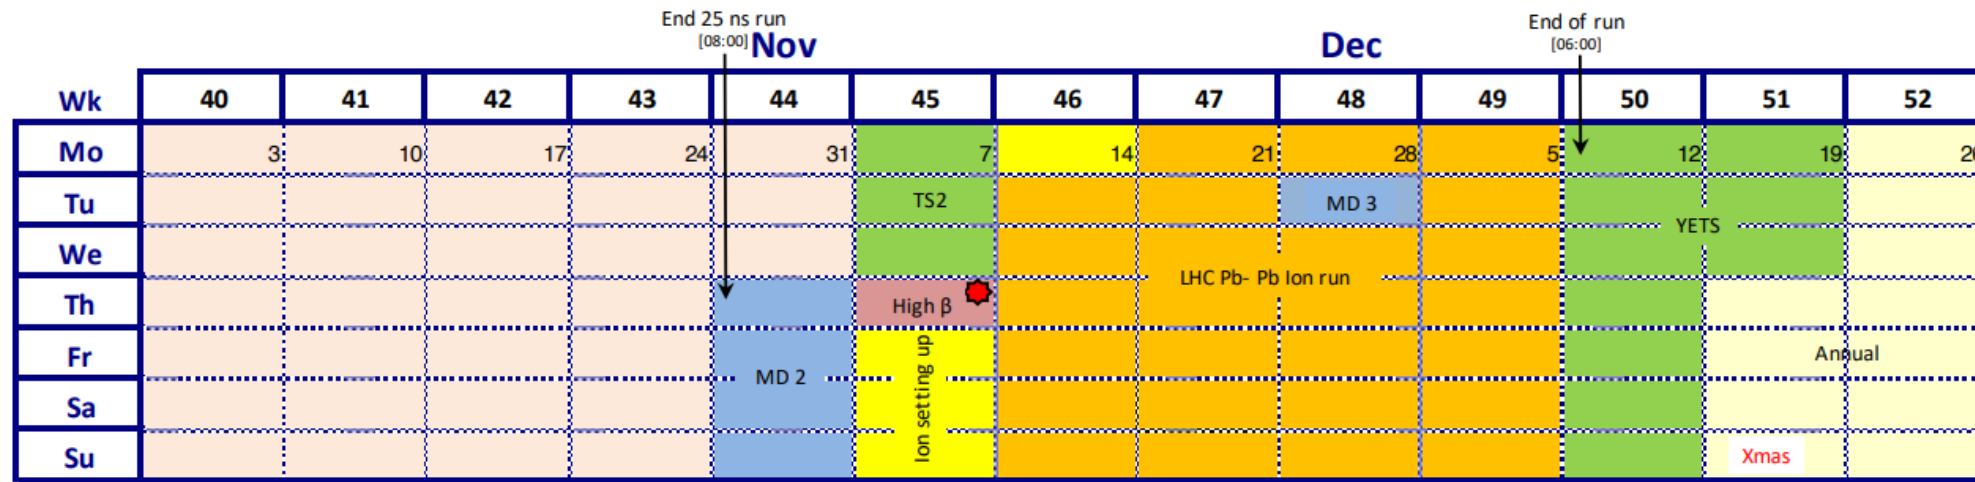 End 25 ns run
[08:00]
Nov
Dec
End of run
[06:00]
Wk 40 41 42 43 44 45 46 47 48 49 50 51 52
Mo 3 10 17 24 31 7 14 21 28 5 12 19
Tu TS2 MD 3
We YETS
LHC Pb- Pb Ion run
Th High β
Fr Annual
MD 2
Ion setting up
Sa
Su Xmas